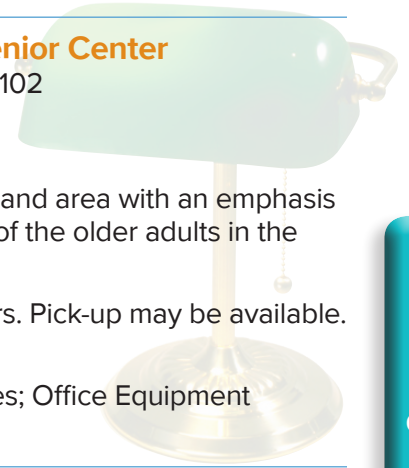 enior Center
102
and area with an emphasis
of the older adults in the
rs. Pick-up may be available.
es; Office Equipment